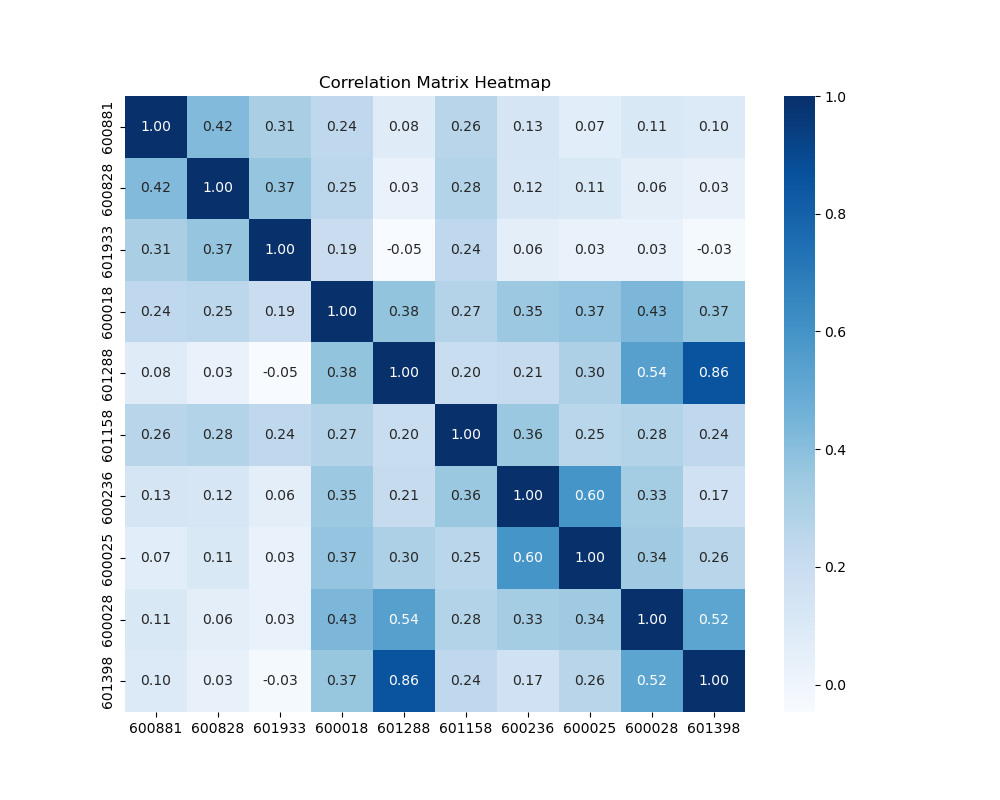 Correlation Matrix Heatmap
600881 1.00 0.42 0.31 0.24 0.08 0.26 0.13 0.07 0.11 0.10
600828 0.42 1.00 0.37 0.25 0.03 0.28 0.12 0.11 0.06 0.03
601933 0.31 0.37 1.00 0.19 -0.05 0.24 0.06 0.03 0.03 -0.03
600018 0.24 0.25 0.19 1.00 0.38 0.27 0.35 0.37 0.43 0.37
601288 0.08 0.03 -0.05 0.38 1.00 0.20 0.21 0.30 0.54 0.86
601158 0.26 0.28 0.24 0.27 0.20 1.00 0.36 0.25 0.28 0.24
600236 0.13 0.12 0.06 0.35 0.21 0.36 1.00 0.60 0.33 0.17
600025 0.07 0.11 0.03 0.37 0.30 0.25 0.60 1.00 0.34 0.26
600028 0.11 0.06 0.03 0.43 0.54 0.28 0.33 0.34 1.00 0.52
601398 0.10 0.03 -0.03 0.37 0.86 0.24 0.17 0.26 0.52 1.00
600881 600828 601933 600018 601288 601158 600236 600025 600028 601398
1.0
0.8
0.6
0.4
0.2
0.0